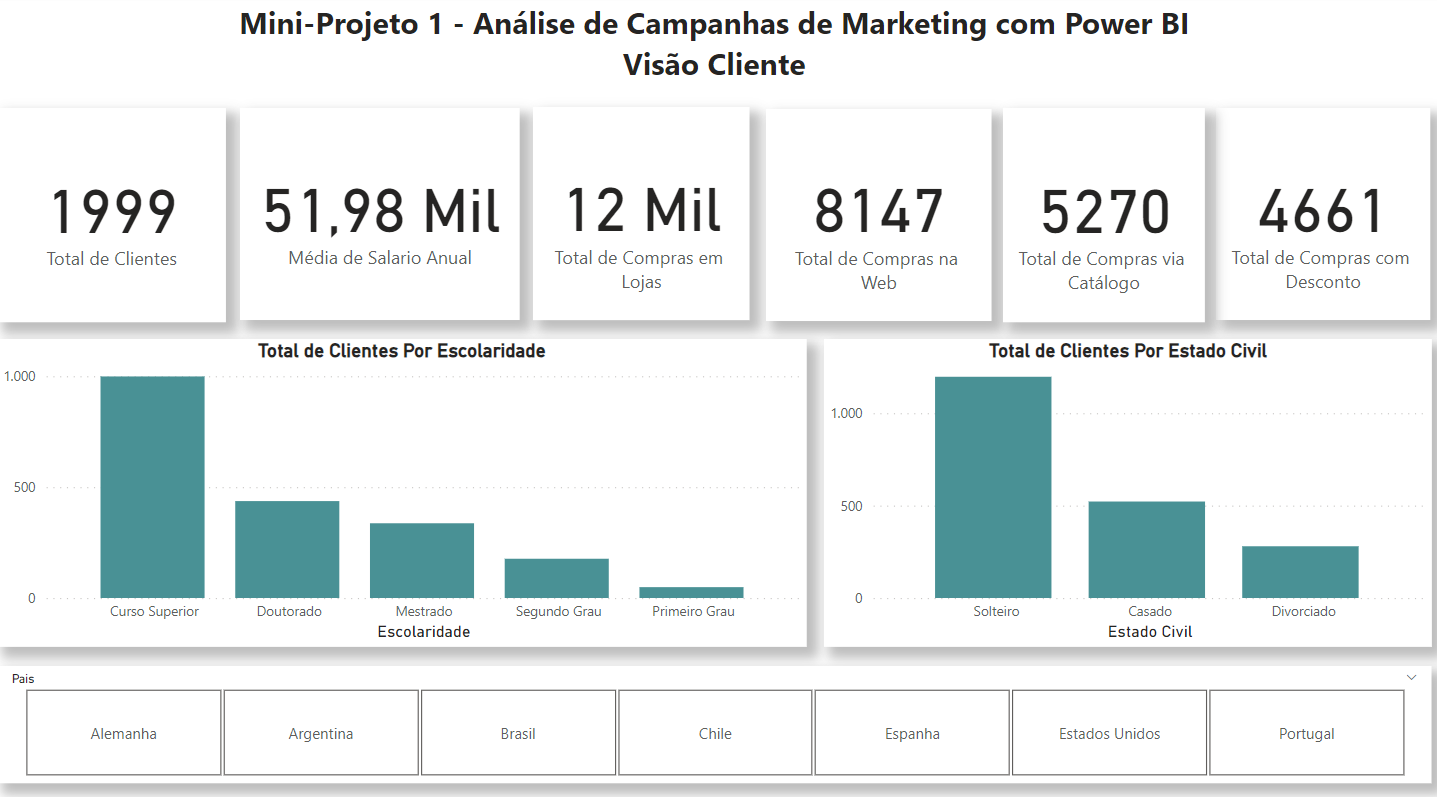 Mini-Projeto 1 - Análise de Campanhas de Marketing com Power BI
Visão Cliente
1999
Total de Clientes
51,98 Mil
Média de Salario Anual
12 Mil
Total de Compras em
Lojas
8147
Total de Compras na
Web
5270
Total de Compras via
Catálogo
4661
Total de Compras com
Desconto
Total de Clientes Por Escolaridade
1.000
500
0
Curso Superior
Doutorado
Mestrado
Segundo Grau
Primeiro Grau
Escolaridade
Total de Clientes Por Estado Civil
1.000
500
0
Solteiro
Casado
Divorciado
Estado Civil
Pais
Alemanha
Argentina
Brasil
Chile
Espanha
Estados Unidos
Portugal